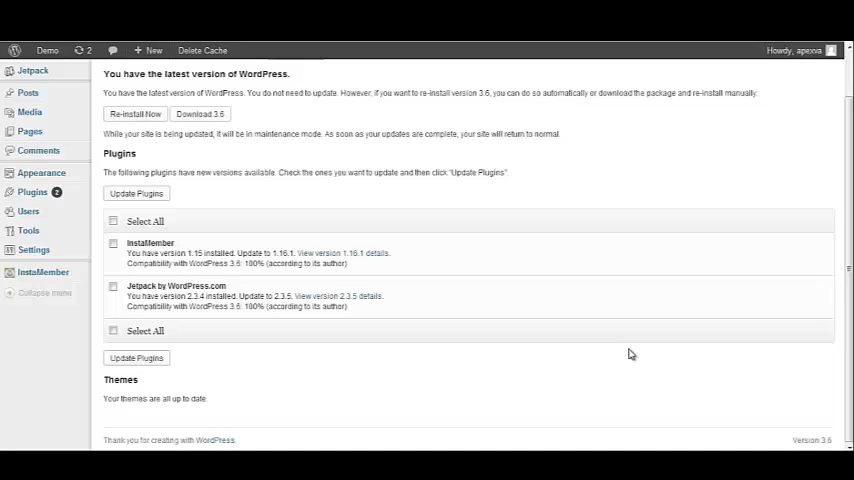 Demo 2 + New Delete Cache Howdy, apexva
Jetpack
Posts
Media
Pages
Comments
Appearance
Plugins 2
Users
Tools
Settings
InstaMember
Collapse menu
You have the latest version of WordPress.
You have the latest version of WordPress. You do not need to update. However, if you want to re-install version 3.6, you can do so automatically or download the package and re-install manually:
Re-install Now Download 3.6
While your site is being updated, it will be in maintenance mode. As soon as your updates are complete, your site will return to normal.
Plugins
The following plugins have new versions available. Check the ones you want to update and then click "Update Plugins".
Update Plugins
Select All
InstaMember
You have version 1.15 installed. Update to 1.16.1. View version 1.16.1 details.
Compatibility with WordPress 3.6: 100% (according to its author)
Jetpack by WordPress.com
You have version 2.3.4 installed. Update to 2.3.5. View version 2.3.5 details.
Compatibility with WordPress 3.6: 100% (according to its author)
Select All
Update Plugins
Themes
Your themes are all up to date.
Thank you for creating with WordPress. Version 3.6